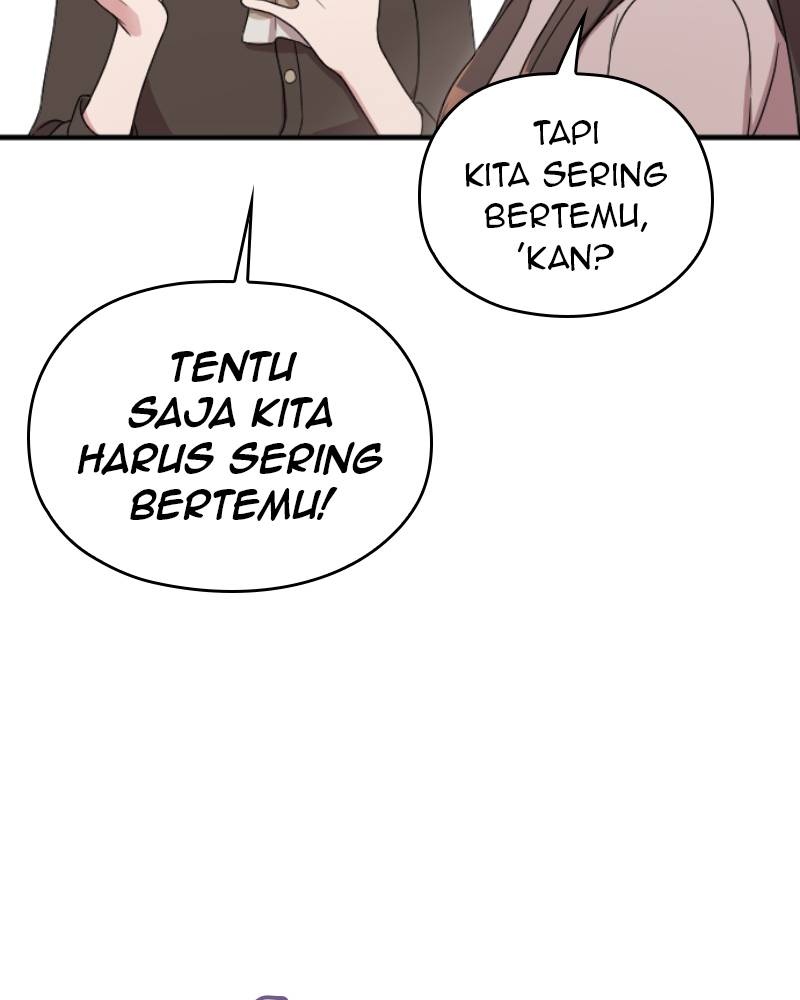 TAPI
KITA SERING
BERTEMU,
'KAN?
TENTU
SAJA KITA
HARUS SERING
BERTEMU!